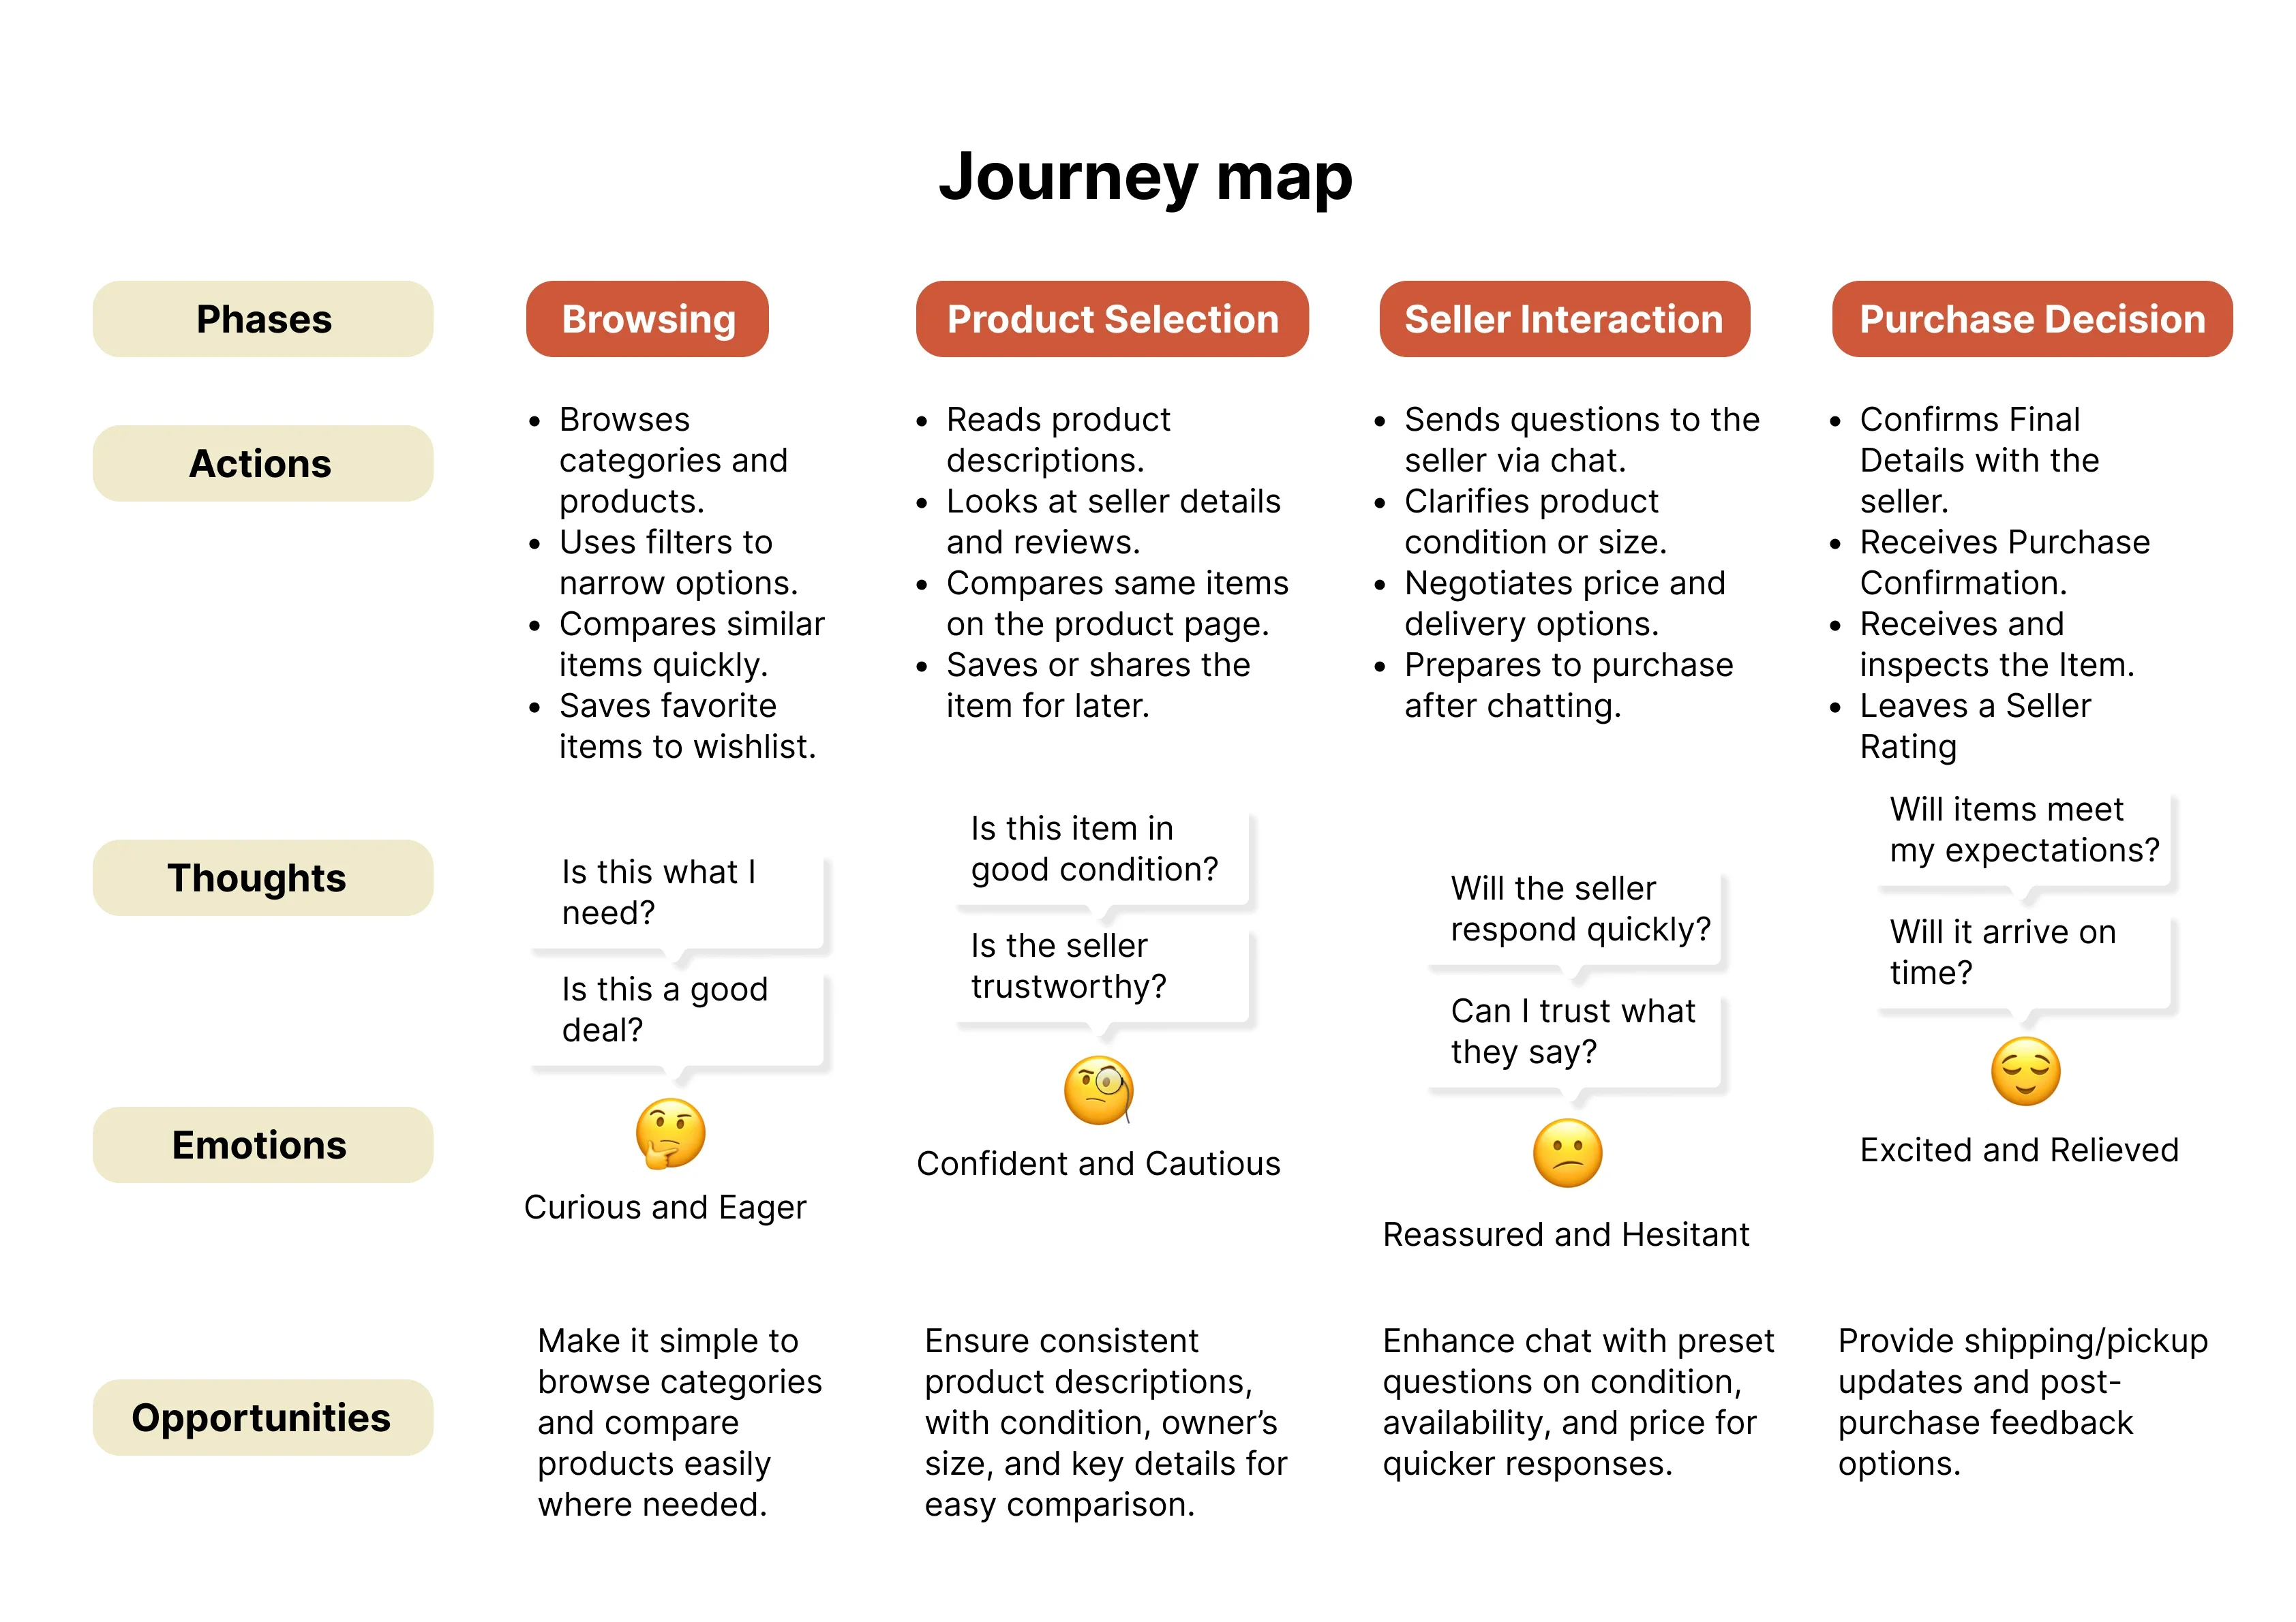 Journey map
Phases
Browsing
Product Selection
Seller Interaction
Purchase Decision
Actions
• Browses
categories and
products.
• Uses filters to
narrow options.
• Compares similar
items quickly.
• Saves favorite
items to wishlist.
• Reads product
descriptions.
• Looks at seller details
and reviews.
• Compares same items
on the product page.
• Saves or shares the
item for later.
• Sends questions to the
seller via chat.
• Clarifies product
condition or size.
• Negotiates price and
delivery options.
• Prepares to purchase
after chatting.
• Confirms Final
Details with the
seller.
• Receives Purchase
Confirmation.
• Receives and
inspects the Item.
• Leaves a Seller
Rating
Thoughts
Is this what I
need?
Is this a good
deal?
Is this item in
good condition?
Is the seller
trustworthy?
Will the seller
respond quickly?
Can I trust what
they say?
Will items meet
my expectations?
Will it arrive on
time?
Emotions
Curious and Eager
Confident and Cautious
Reassured and Hesitant
Excited and Relieved
Opportunities
Make it simple to
browse categories
and compare
products easily
where needed.
Ensure consistent
product descriptions,
with condition, owner’s
size, and key details for
easy comparison.
Enhance chat with preset
questions on condition,
availability, and price for
quicker responses.
Provide shipping/pickup
updates and post-
purchase feedback
options.